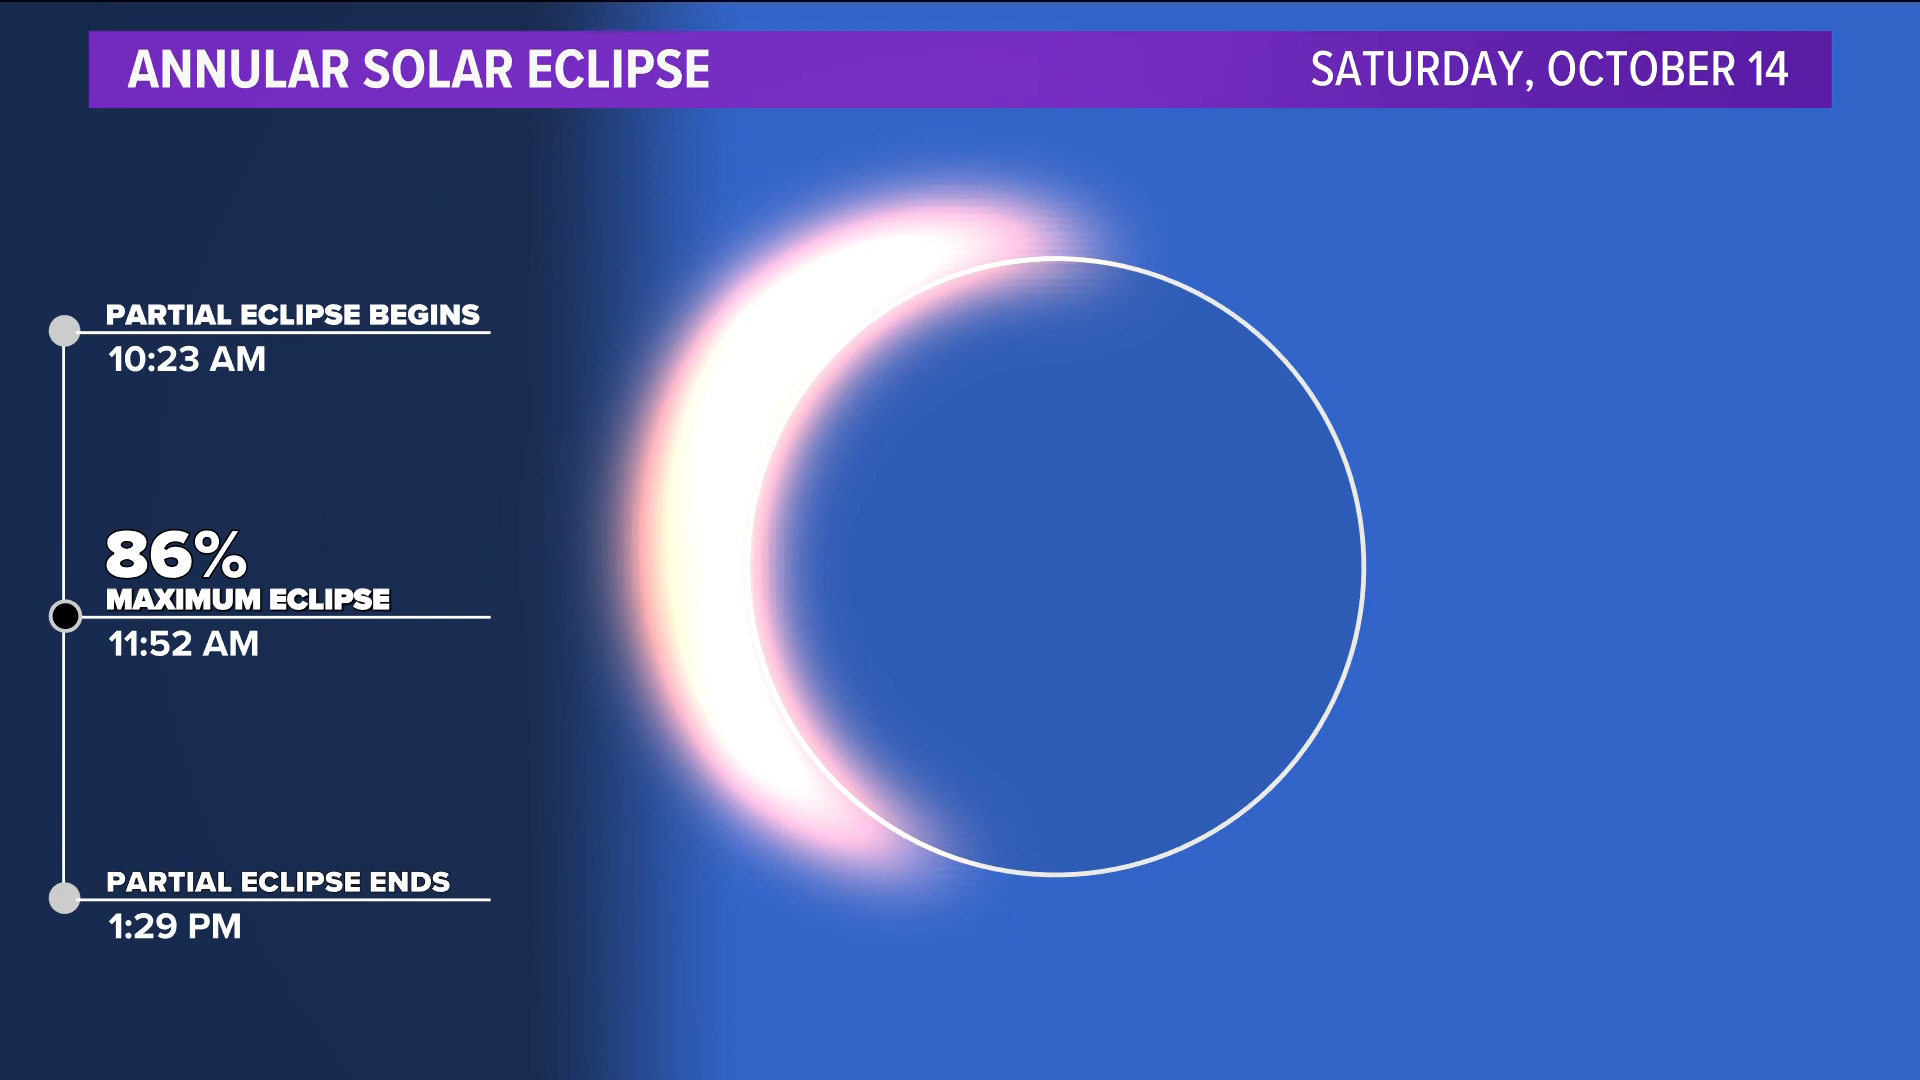 ANNULAR SOLAR ECLIPSE
SATURDAY, OCTOBER 14
PARTIAL ECLIPSE BEGINS
10:23 AM
86%
MAXIMUM ECLIPSE
11:52 AM
PARTIAL ECLIPSE ENDS
1:29 PM